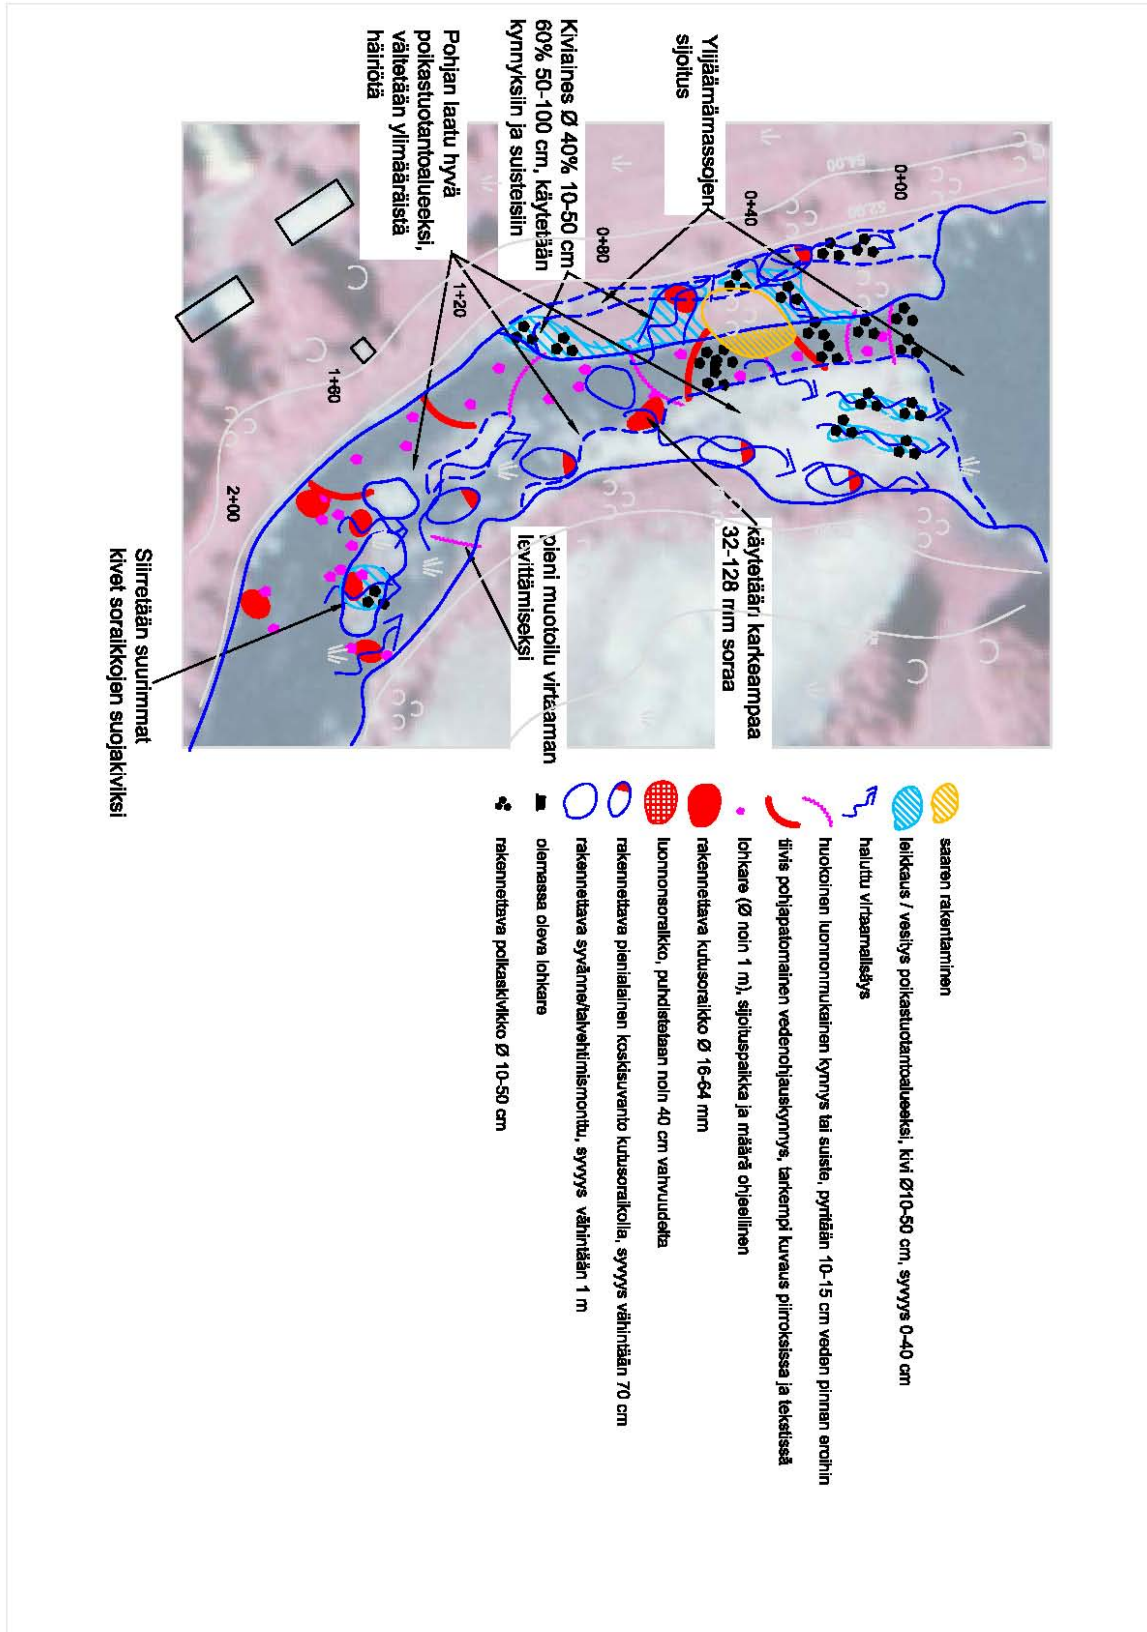 Ylijäämämassojen
sijoitus
Kiviaines Ø 40% 10-50 cm
60% 50-100 cm, käytetään
kynnyksiin ja suisteisiin
Pohjan laatu hyvä
poikastuotantoalueeksi,
vältetään ylimääräistä
häiriötä
54.00
52.00
0+00
0+40
0+80
1+20
1+60
2+00
käytetään karkeampaa
32-128 mm soraa
pieni muotoilu virtaaman
levittämiseksi
Siirretään suurimmat
kivet soraikkojen suojakiviksi
saaren rakentaminen
leikkaus / vesitys poikastuotantoalueeksi, kivi Ø10-50 cm, syvyys 0-40 cm
haluttu virtaamalisäys
huokoinen luonnonmukainen kynnys tai suiste, pyritään 10-15 cm veden pinnan eroihin
tiivis pohjapatomainen vedenohjauskynnys, tarkempi kuvaus piirroksissa ja tekstissä
lohkare (Ø noin 1 m), sijoituspaikka ja määrä ohjeellinen
rakennettava kutusoraikko Ø 16-64 mm
luonnonsoraikko, puhdistetaan noin 40 cm vahvuudelta
rakennettava pienialainen koskisuvanto kutusoraikolla, syvyys vähintään 70 cm
rakennettava syvänne/talvehtimismonttu, syvyys vähintään 1 m
olemassa oleva lohkare
rakennettava poikaskivikko Ø 10-50 cm